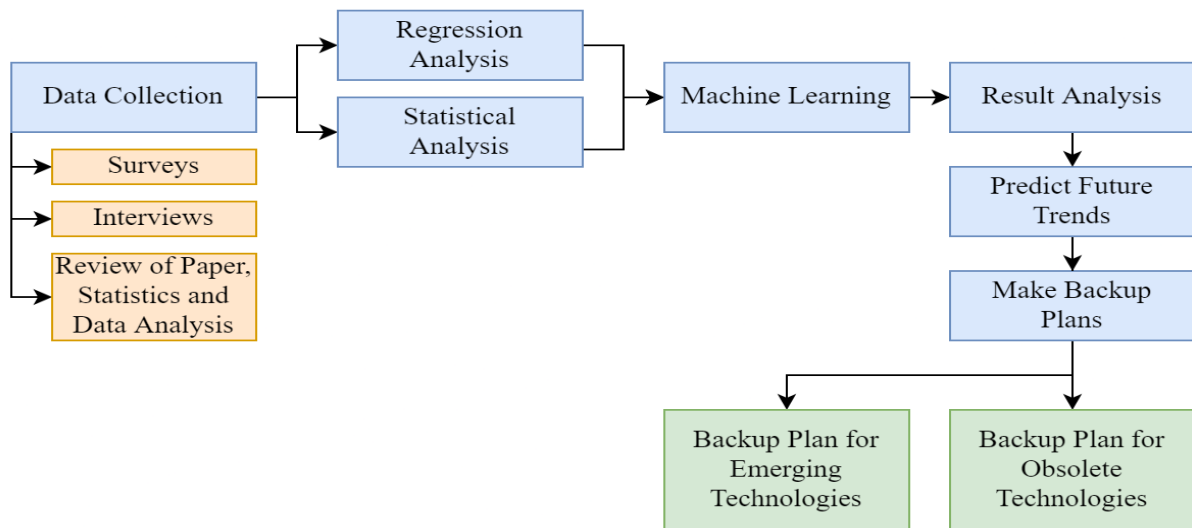 Data Collection
Surveys
Interviews
Review of Paper,
Statistics and
Data Analysis
Regression
Analysis
Statistical
Analysis
Machine Learning
Result Analysis
Predict Future
Trends
Make Backup
Plans
Backup Plan for
Emerging
Technologies
Backup Plan for
Obsolete
Technologies